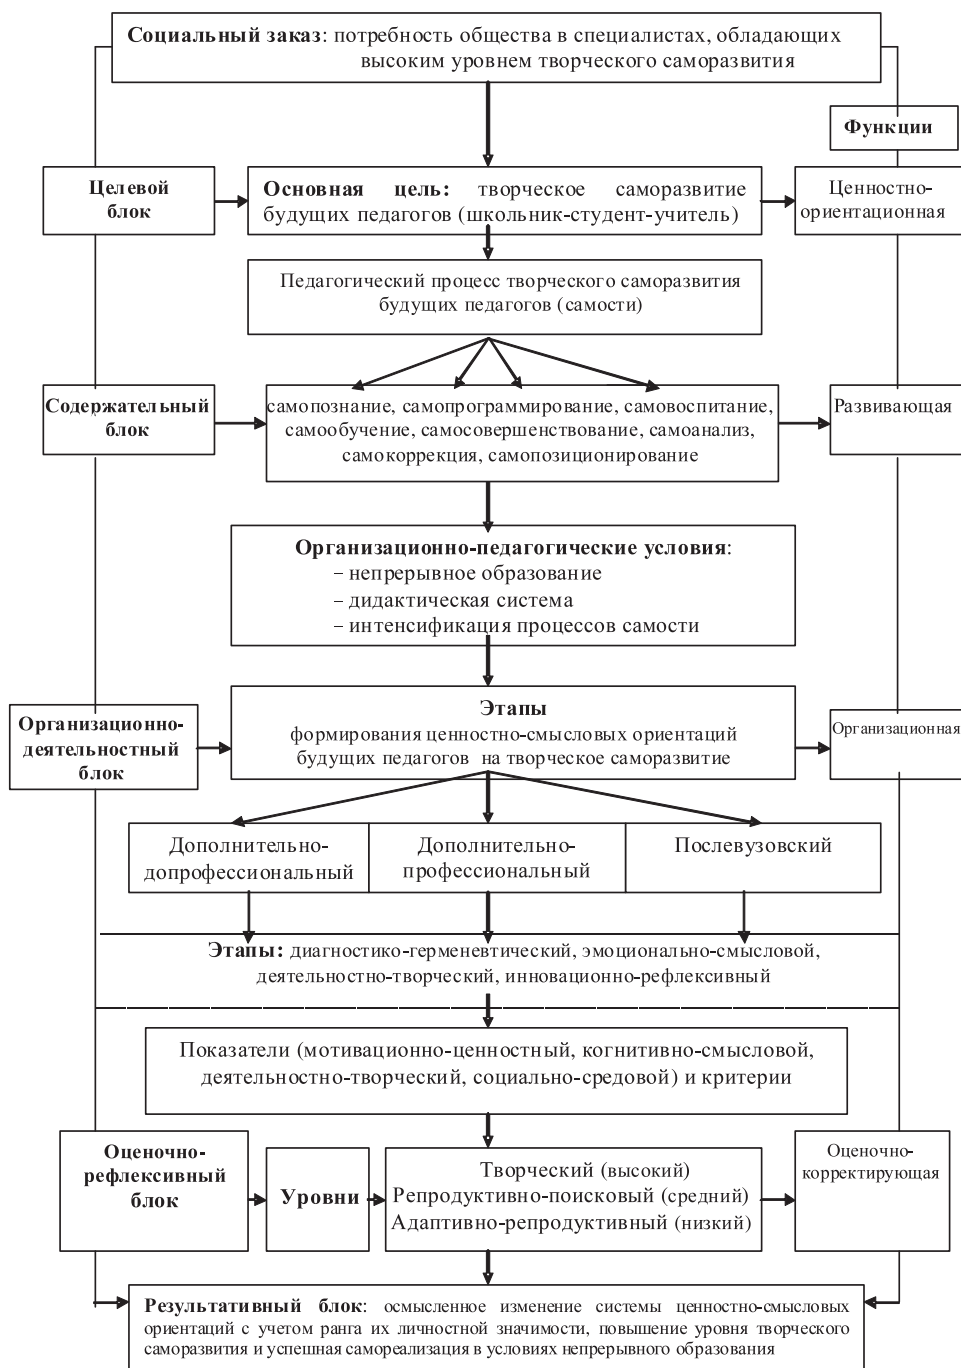 Социальный заказ: потребность общества в специалистах, обладающих
высоким уровнем творческого саморазвития
Функции
Целевой
блок
Основная цель: творческое саморазвитие
будущих педагогов (школьник-студент-учитель)
Ценностно-
ориентационная
Педагогический процесс творческого саморазвития
будущих педагогов (самости)
Содержательный
блок
самопознание, самопрограммирование, самовоспитание,
самообучение, самосовершенствование, самоанализ,
самокоррекция, самопозиционирование
Развивающая
Организационно-педагогические условия:
– непрерывное образование
– дидактическая система
– интенсификация процессов самости
Организационно-
деятельностный
блок
Этапы
формирования ценностно-смысловых ориентаций
будущих педагогов на творческое саморазвитие
Организационная
Дополнительно-
допрофессиональный
Дополнительно-
профессиональный
Послевузовский
Этапы: диагностико-герменевтический, эмоционально-смысловой,
деятельностно-творческий, инновационно-рефлексивный
Показатели (мотивационно-ценностный, когнитивно-смысловой,
деятельностно-творческий, социально-средовой) и критерии
Оценочно-
рефлексивный
блок
Уровни
Творческий (высокий)
Репродуктивно-поисковый (средний)
Адаптивно-репродуктивный (низкий)
Оценочно-
корректирующая
Результативный блок: осмысленное изменение системы ценностно-смысловых
ориентаций с учетом ранга их личностной значимости, повышение уровня творческого
саморазвития и успешная самореализация в условиях непрерывного образования